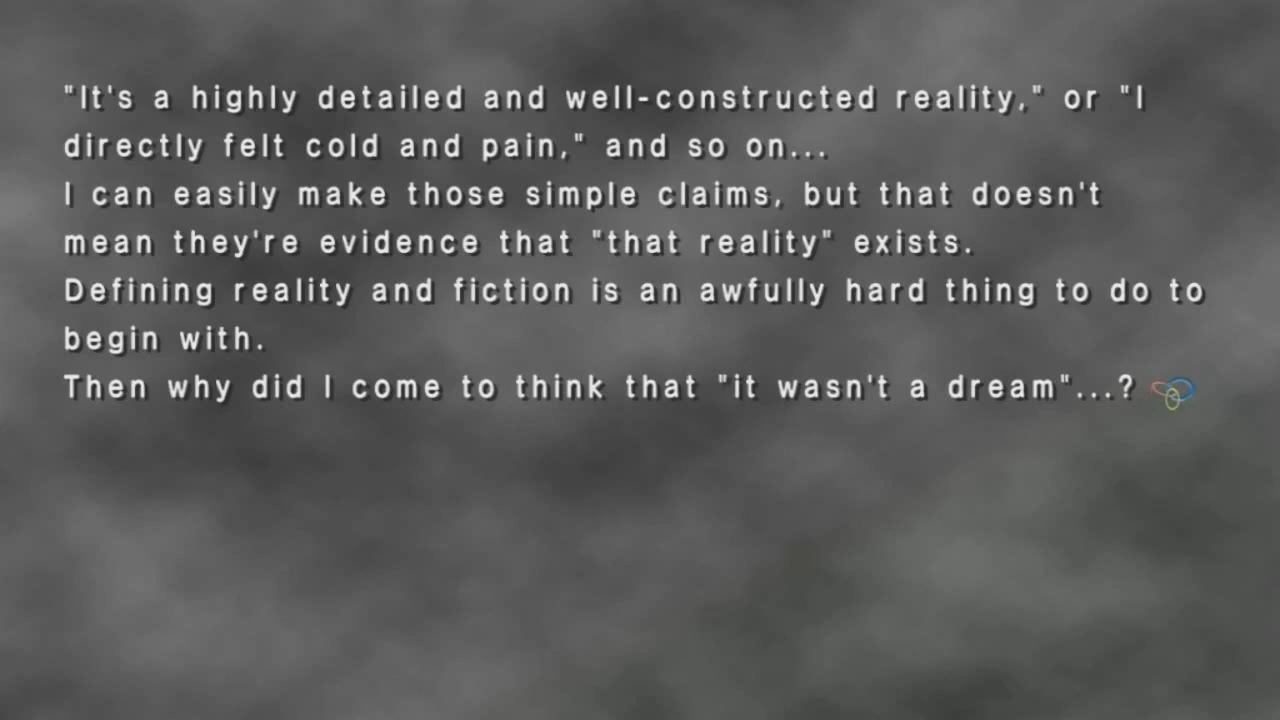 "It's a highly detailed and well-constructed reality," or "I
directly felt cold and pain," and so on...
I can easily make those simple claims, but that doesn't
mean they're evidence that "that reality" exists.
Defining reality and fiction is an awfully hard thing to do to
begin with.
Then why did I come to think that "it wasn't a dream"...?